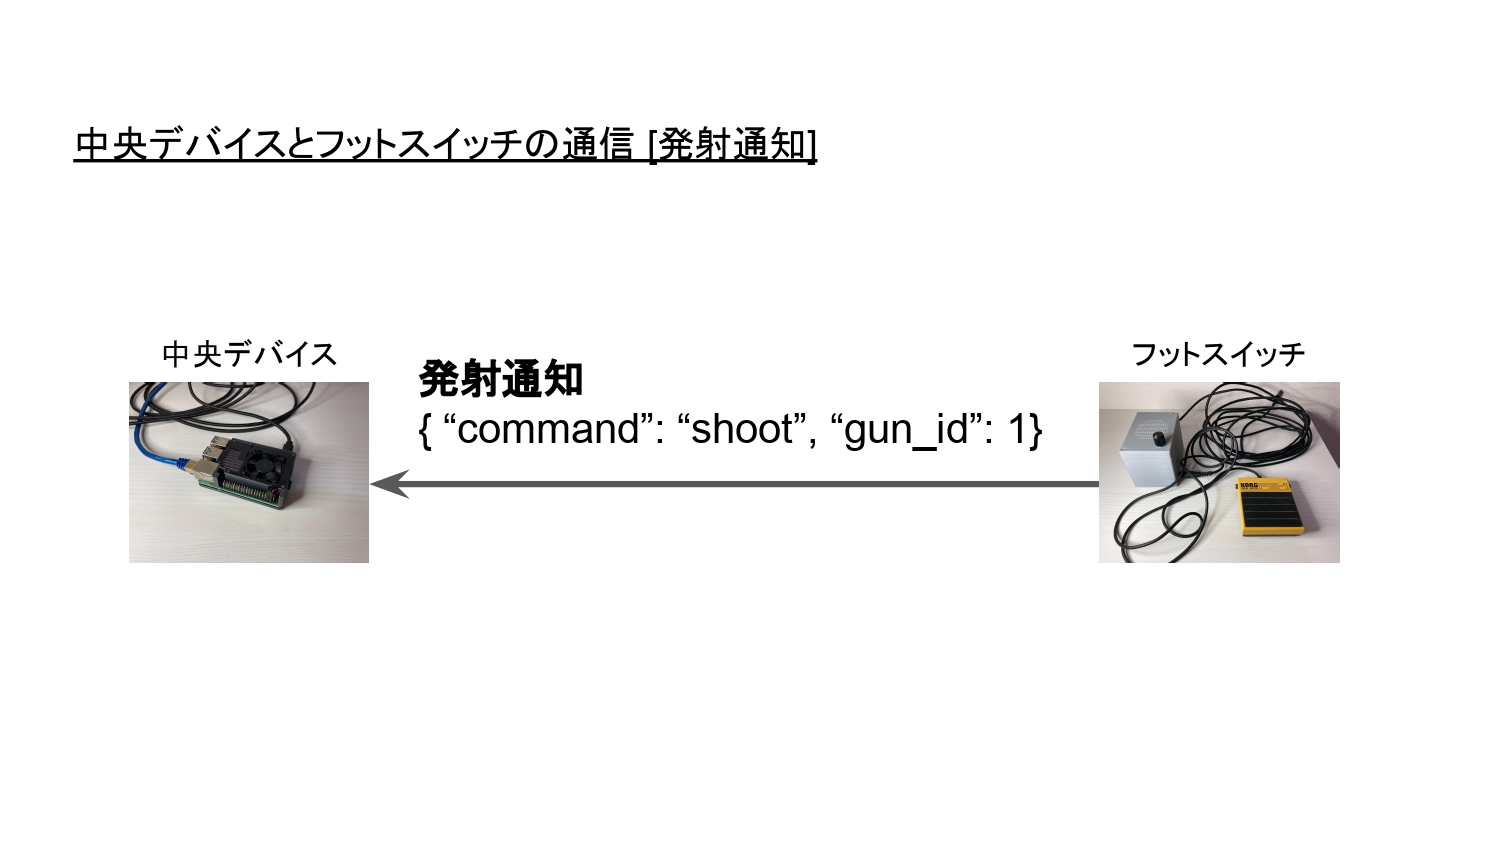 中央デバイスとフットスイッチの通信 [発射通知]
中央デバイス
発射通知
{ “command”: “shoot”, “gun_id”: 1}
フットスイッチ
KORG